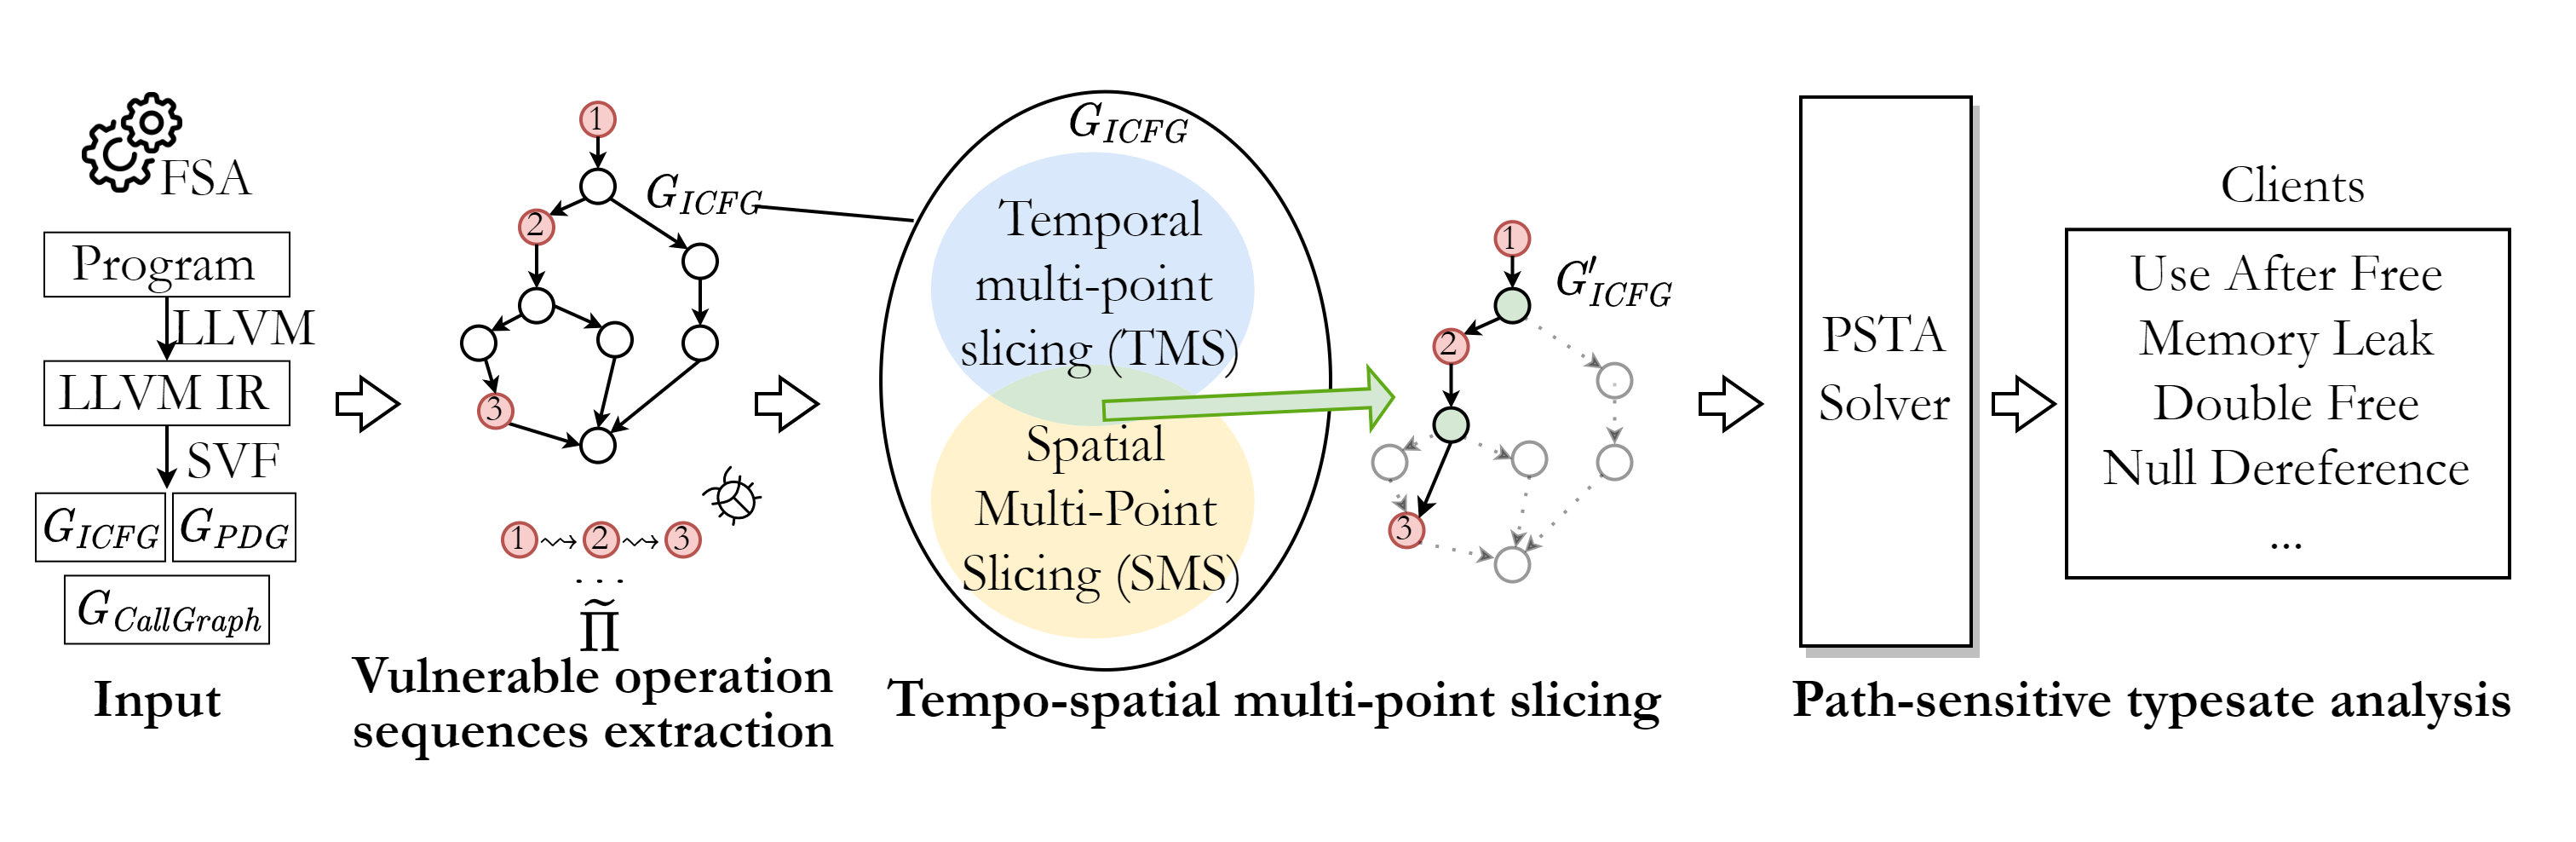 FSA
Program
LLVM
LLVM IR
SVF
G_ICFG
G_PDG
G_CallGraph
Input
1
2
3
G_ICFG
1 ⇝ 2 ⇝ 3
...
Π̃
Vulnerable operation
sequences extraction
G_ICFG
Temporal
multi-point
slicing (TMS)
Spatial
Multi-Point
Slicing (SMS)
1
2
3
G′_ICFG
Tempo-spatial multi-point slicing
PSTA
Solver
Clients
Use After Free
Memory Leak
Double Free
Null Dereference
...
Path-sensitive typesate analysis